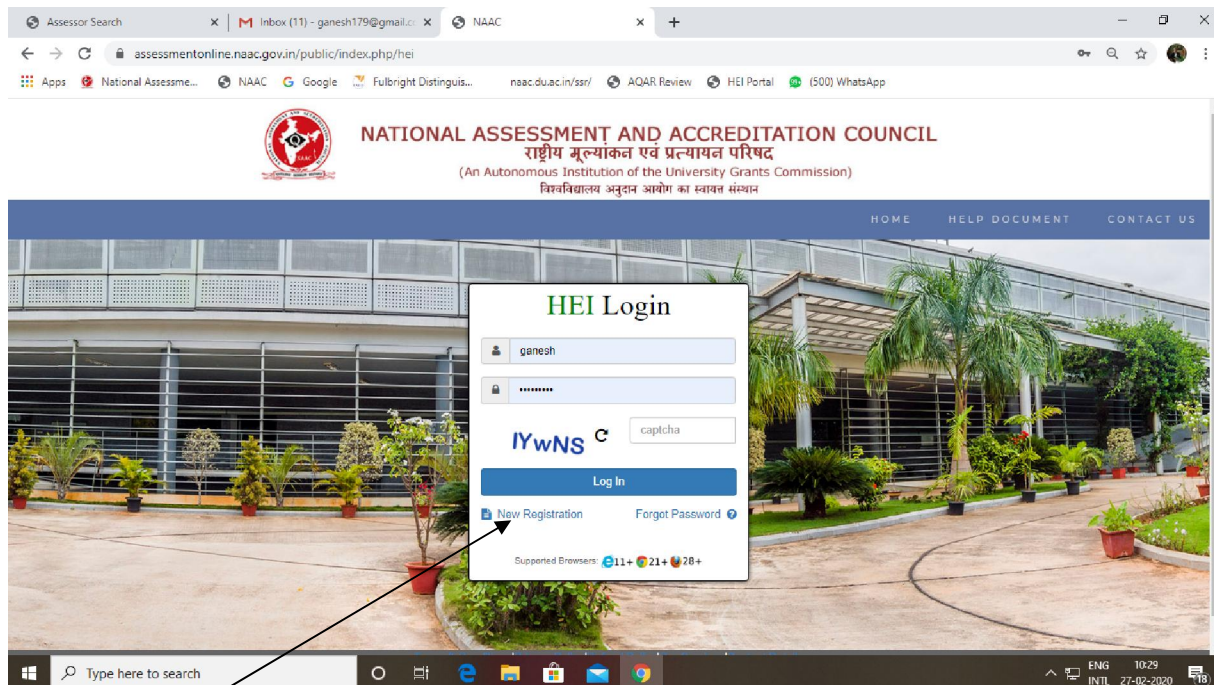 Assessor Search
Inbox (11) - ganesh179@gmail.c
NAAC
assessmentonline.naac.gov.in/public/index.php/hei
Apps National Assessme... NAAC Google Fulbright Distinguis... naac.du.ac.in/ssr/ AQAR Review HEI Portal (500) WhatsApp
NATIONAL ASSESSMENT AND ACCREDITATION COUNCIL
राष्ट्रीय मूल्यांकन एवं प्रत्यायन परिषद
(An Autonomous Institution of the University Grants Commission)
विश्वविद्यालय अनुदान आयोग का स्वायत्त संस्थान
HOME HELP DOCUMENT CONTACT US
HEI Login
ganesh
•••••••••
IYwNS captcha
Log In
New Registration Forgot Password
Supported Browsers: 11+ 21+ 28+
Type here to search
ENG 10:29
INTL 27-02-2020
18